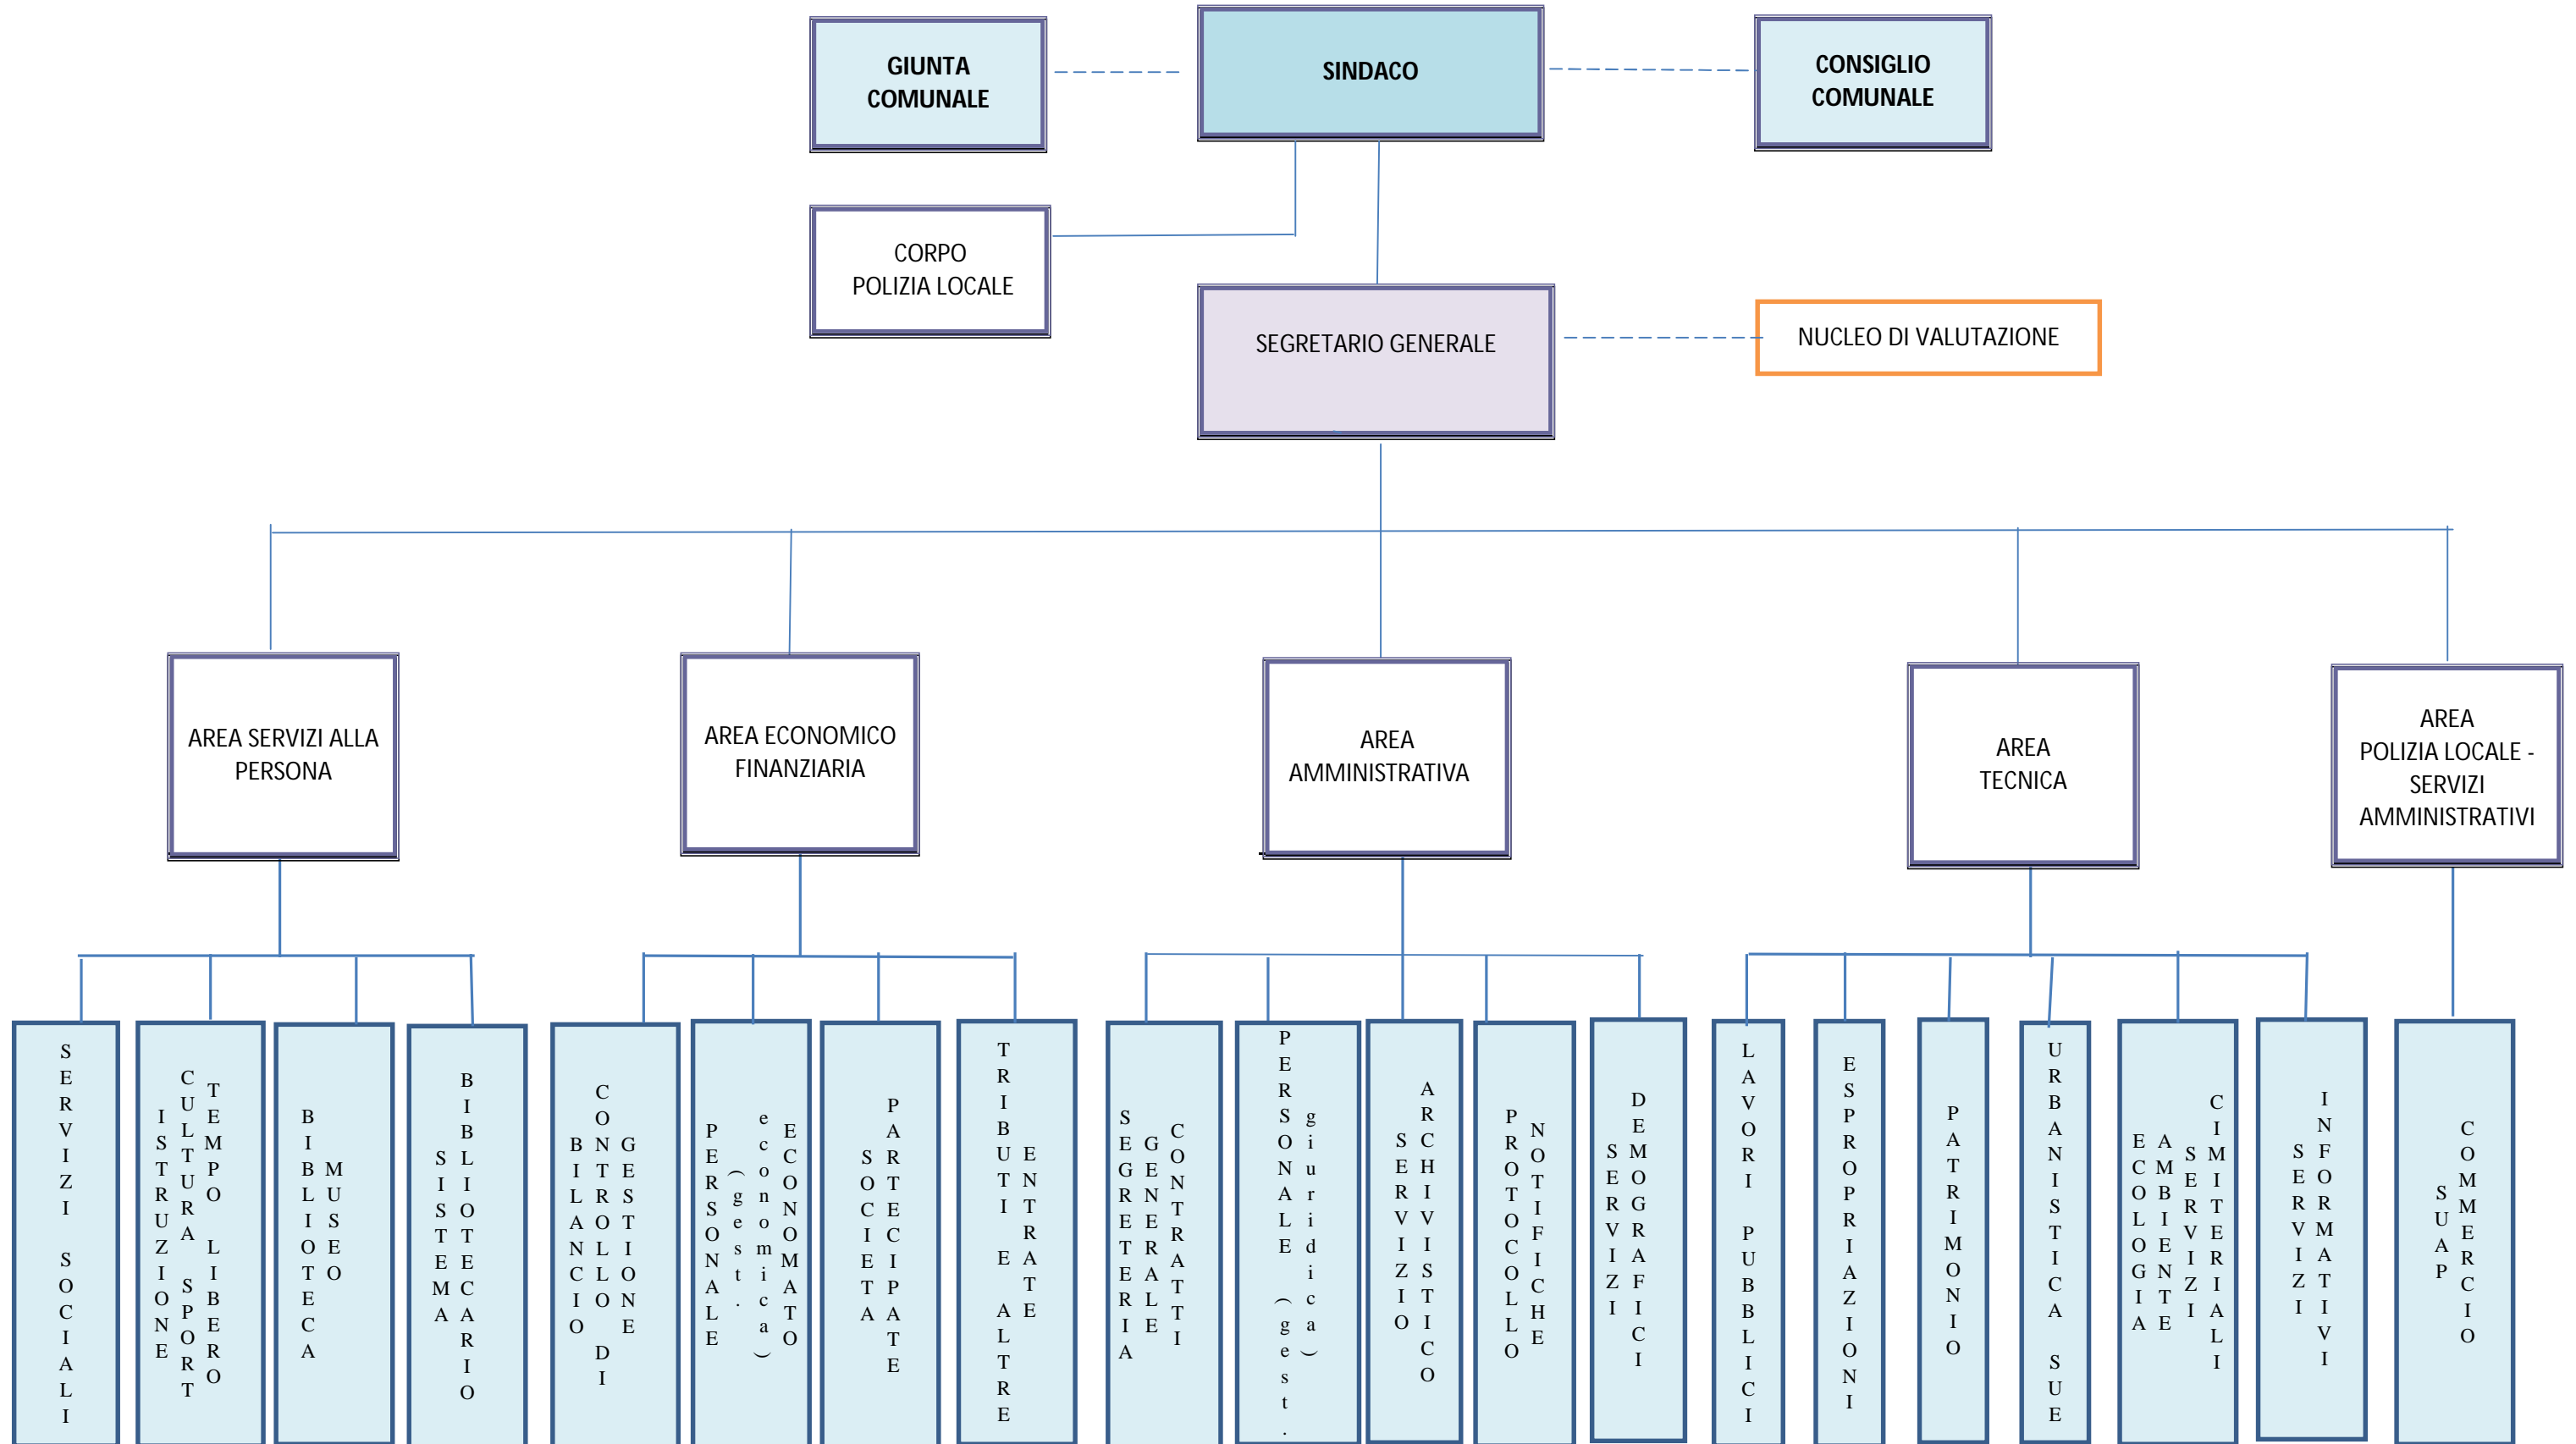 GIUNTA
COMUNALE
SINDACO
CONSIGLIO
COMUNALE
CORPO
POLIZIA LOCALE
SEGRETARIO GENERALE
NUCLEO DI VALUTAZIONE
AREA SERVIZI ALLA
PERSONA
AREA ECONOMICO
FINANZIARIA
AREA
AMMINISTRATIVA
AREA
TECNICA
AREA
POLIZIA LOCALE -
SERVIZI
AMMINISTRATIVI
SERVIZI SOCIALI
ISTRUZIONE
CULTURA SPORT
TEMPO LIBERO
BIBLIOTECA
MUSEO
SISTEMA
BIBLIOTECARIO
BILANCIO
CONTROLLO DI
GESTIONE
PERSONALE
(gest.
economica)
ECONOMATO
SOCIETA
PARTECIPATE
TRIBUTI E ALTRE
ENTRATE
SEGRETERIA
GENERALE
CONTRATTI
PERSONALE (gest.
giuridica)
SERVIZIO
ARCHIVISTICO
PROTOCOLLO
NOTIFICHE
SERVIZI
DEMOGRAFICI
LAVORI PUBBLICI
ESPROPRIAZIONI
PATRIMONIO
URBANISTICA SUE
ECOLOGIA
AMBIENTE
SERVIZI
CIMITERIALI
SERVIZI
INFORMATIVI
SUAP
COMMERCIO